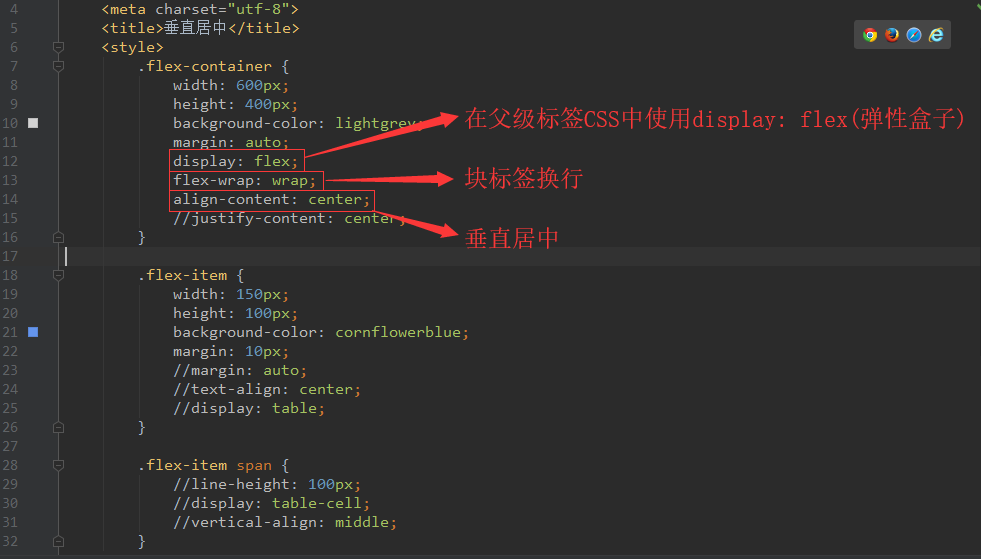 4 <meta charset="utf-8">
5 <title>垂直居中</title>
6 <style>
7 .flex-container {
8 width: 600px;
9 height: 400px;
10 background-color: lightgrey;
在父级标签CSS中使用display: flex(弹性盒子)
11 margin: auto;
12 display: flex;
13 flex-wrap: wrap;
块标签换行
14 align-content: center;
15 //justify-content: center;
垂直居中
16 }
17
18 .flex-item {
19 width: 150px;
20 height: 100px;
21 background-color: cornflowerblue;
22 margin: 10px;
23 //margin: auto;
24 //text-align: center;
25 //display: table;
26 }
27
28 .flex-item span {
29 //line-height: 100px;
30 //display: table-cell;
31 //vertical-align: middle;
32 }